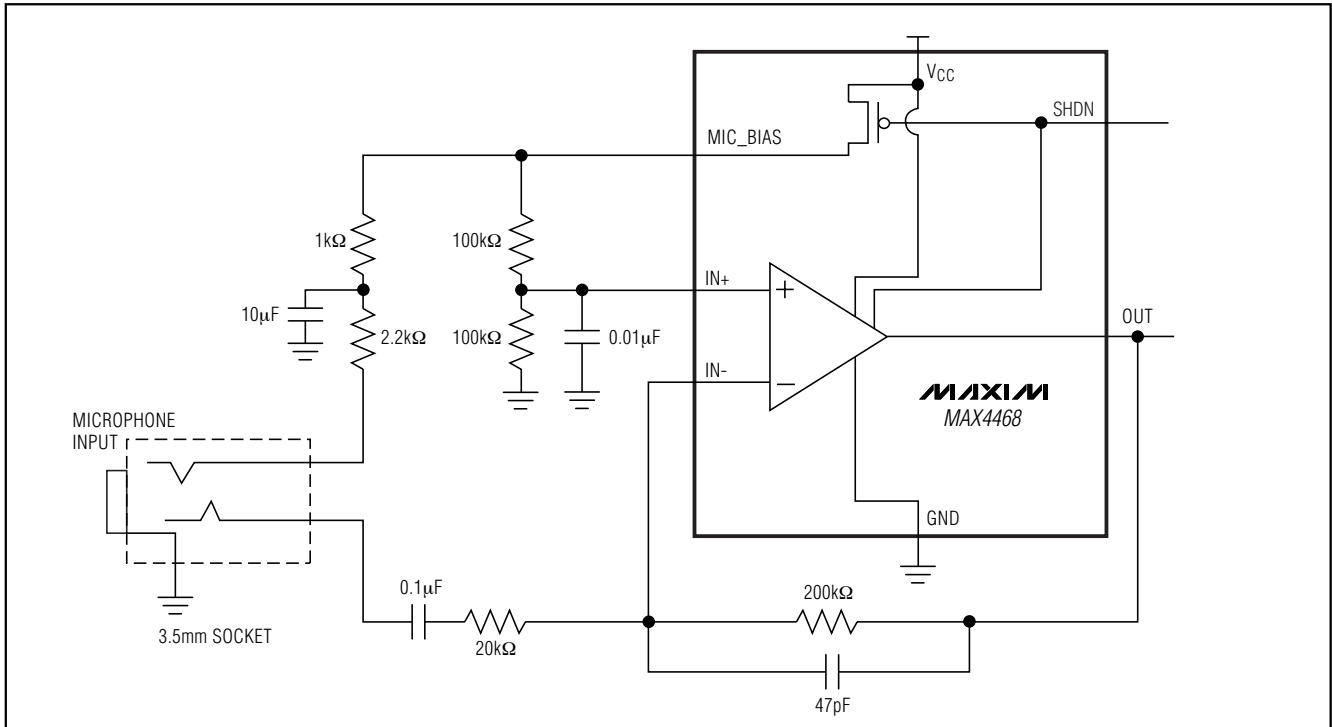 VCC
SHDN
MIC_BIAS
1kΩ
100kΩ
IN+
+
10µF
2.2kΩ
100kΩ
0.01µF
OUT
IN-
−
MAXIM
MAX4468
MICROPHONE
INPUT
GND
0.1µF
200kΩ
3.5mm SOCKET
20kΩ
47pF